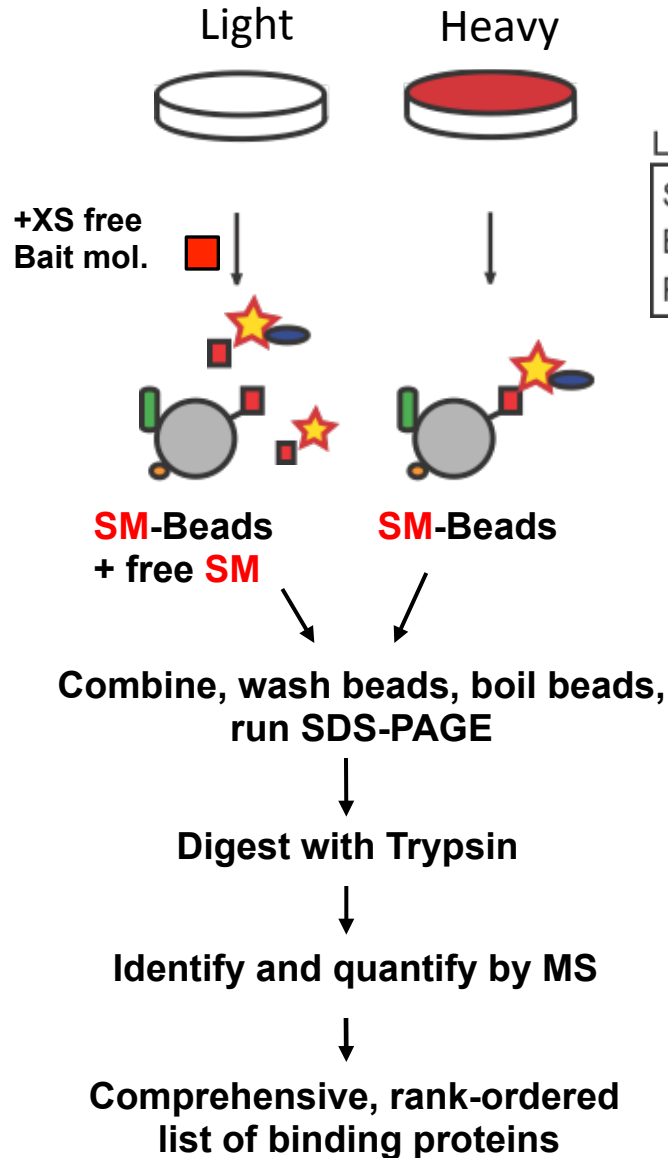 Light Heavy
+XS free
Bait mol.
SM-Beads SM-Beads
+ free SM
Combine, wash beads, boil beads,
run SDS-PAGE
Digest with Trypsin
Identify and quantify by MS
Comprehensive, rank-ordered
list of binding proteins